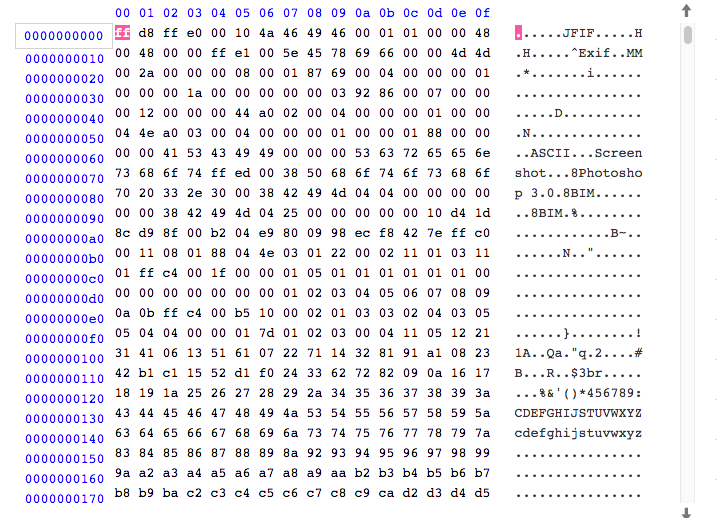 00 01 02 03 04 05 06 07 08 09 0a 0b 0c 0d 0e 0f
0000000000 ff d8 ff e0 00 10 4a 46 49 46 00 01 01 00 00 48 ......JFIF.....H
0000000010 00 48 00 00 ff e1 00 5e 45 78 69 66 00 00 4d 4d .H.....^Exif..MM
0000000020 00 2a 00 00 00 08 00 01 87 69 00 04 00 00 00 01 .*.......i......
0000000030 00 00 00 1a 00 00 00 00 00 03 92 86 00 07 00 00 ................
0000000040 00 12 00 00 00 44 a0 02 00 04 00 00 00 01 00 00 .....D..........
0000000050 04 4e a0 03 00 04 00 00 00 01 00 00 01 88 00 00 .N..............
0000000060 00 00 41 53 43 49 49 00 00 00 53 63 72 65 65 6e ..ASCII...Screen
0000000070 73 68 6f 74 ff ed 00 38 50 68 6f 74 6f 73 68 6f shot...8Photosho
0000000080 70 20 33 2e 30 00 38 42 49 4d 04 04 00 00 00 00 p 3.0.8BIM......
0000000090 00 00 38 42 49 4d 04 25 00 00 00 00 00 10 d4 1d ..8BIM.%........
00000000a0 8c d9 8f 00 b2 04 e9 80 09 98 ec f8 42 7e ff c0 ............B~..
00000000b0 00 11 08 01 88 04 4e 03 01 22 00 02 11 01 03 11 ......N.."......
00000000c0 01 ff c4 00 1f 00 00 01 05 01 01 01 01 01 01 00 ................
00000000d0 00 00 00 00 00 00 00 01 02 03 04 05 06 07 08 09 ................
00000000e0 0a 0b ff c4 00 b5 10 00 02 01 03 03 02 04 03 05 ................
00000000f0 05 04 04 00 00 01 7d 01 02 03 00 04 11 05 12 21 ......}........!
0000000100 31 41 06 13 51 61 07 22 71 14 32 81 91 a1 08 23 1A..Qa."q.2....#
0000000110 42 b1 c1 15 52 d1 f0 24 33 62 72 82 09 0a 16 17 B...R..$3br.....
0000000120 18 19 1a 25 26 27 28 29 2a 34 35 36 37 38 39 3a ...%&'()*456789:
0000000130 43 44 45 46 47 48 49 4a 53 54 55 56 57 58 59 5a CDEFGHIJSTUVWXYZ
0000000140 63 64 65 66 67 68 69 6a 73 74 75 76 77 78 79 7a cdefghijstuvwxyz
0000000150 83 84 85 86 87 88 89 8a 92 93 94 95 96 97 98 99 ................
0000000160 9a a2 a3 a4 a5 a6 a7 a8 a9 aa b2 b3 b4 b5 b6 b7 ................
0000000170 b8 b9 ba c2 c3 c4 c5 c6 c7 c8 c9 ca d2 d3 d4 d5 ................